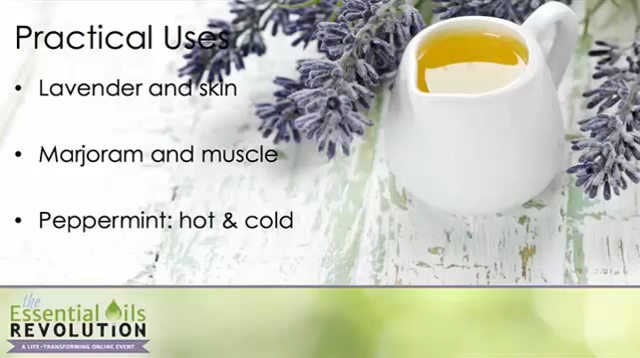 Practical Uses
• Lavender and skin
• Marjoram and muscle
• Peppermint: hot & cold
the
Essential Oils
REVOLUTION
A LIFE-TRANSFORMING ONLINE EVENT